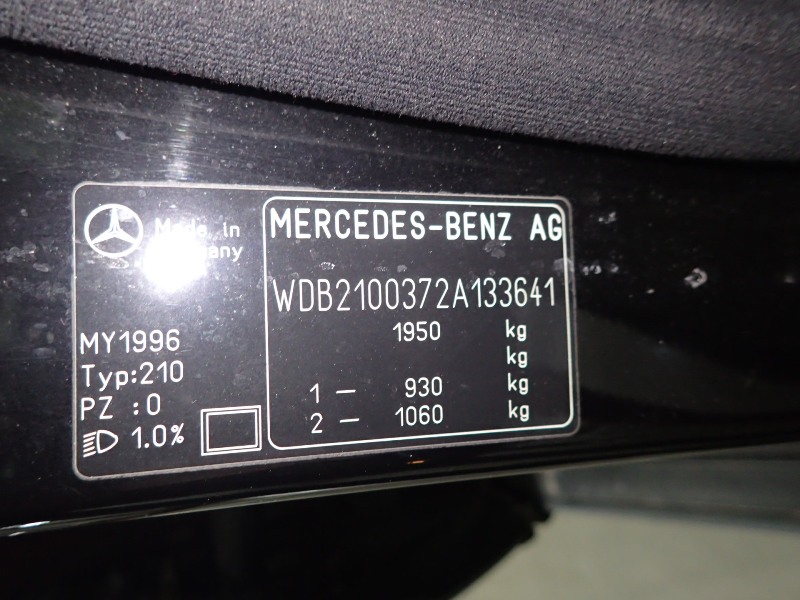 Made in
Germany
MERCEDES-BENZ AG
WDB2100372A133641
1950 kg
kg
1 — 930 kg
2 — 1060 kg
MY1996
Typ:210
PZ :0
1.0%